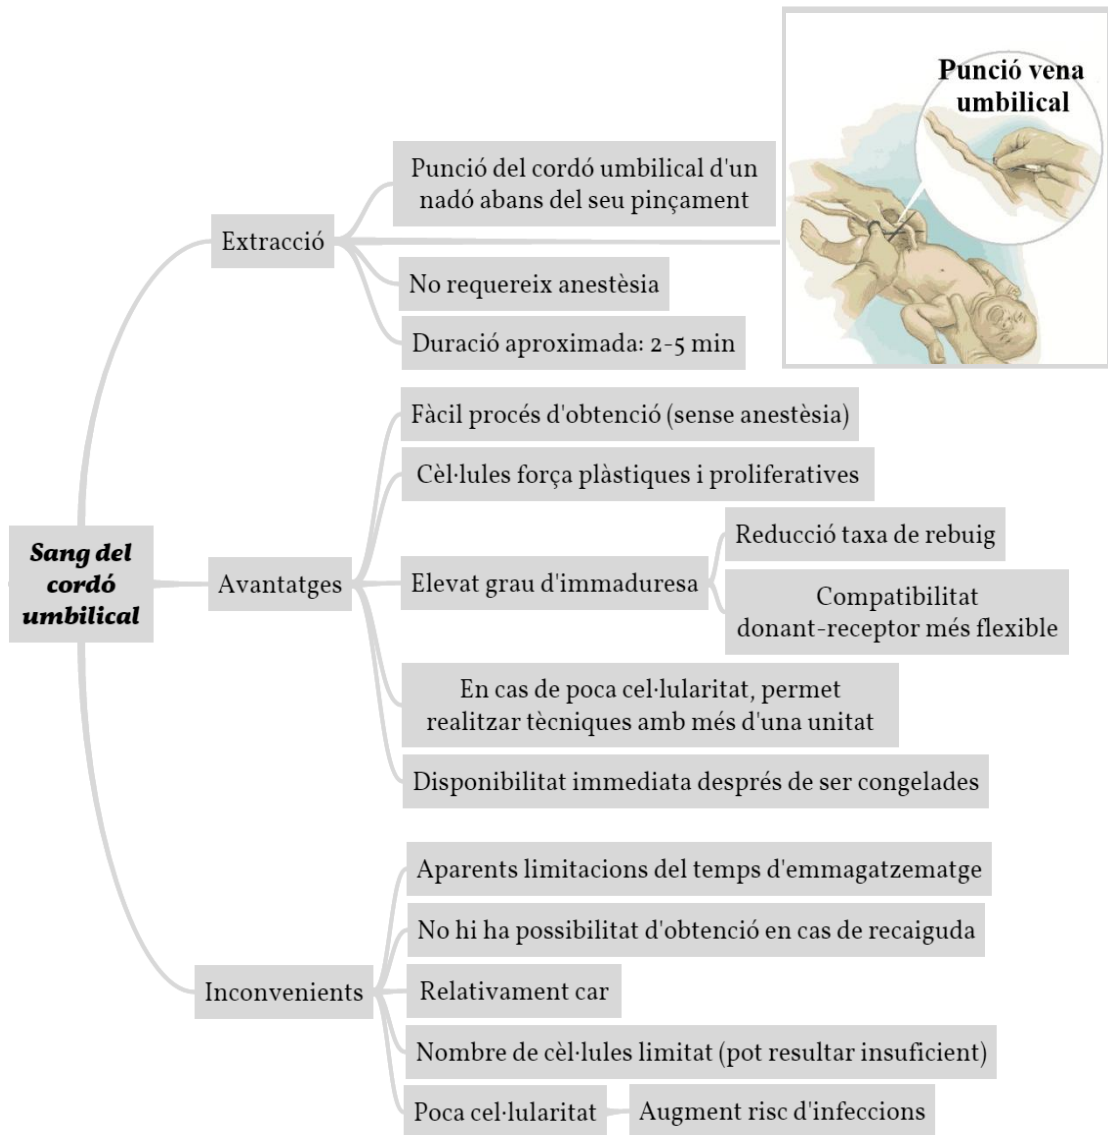 Punció vena
umbilical
Punció del cordó umbilical d'un
nadó abans del seu pinçament
Extracció
No requereix anestèsia
Duració aproximada: 2-5 min
Fàcil procés d'obtenció (sense anestèsia)
Cèl·lules força plàstiques i proliferatives
Sang del
cordó
umbilical
Avantatges
Elevat grau d'immaduresa
Reducció taxa de rebuig
Compatibilitat
donant-receptor més flexible
En cas de poca cel·lularitat, permet
realitzar tècniques amb més d'una unitat
Disponibilitat immediata després de ser congelades
Aparents limitacions del temps d'emmagatzematge
No hi ha possibilitat d'obtenció en cas de recaiguda
Inconvenients
Relativament car
Nombre de cèl·lules limitat (pot resultar insuficient)
Poca cel·lularitat
Augment risc d'infeccions